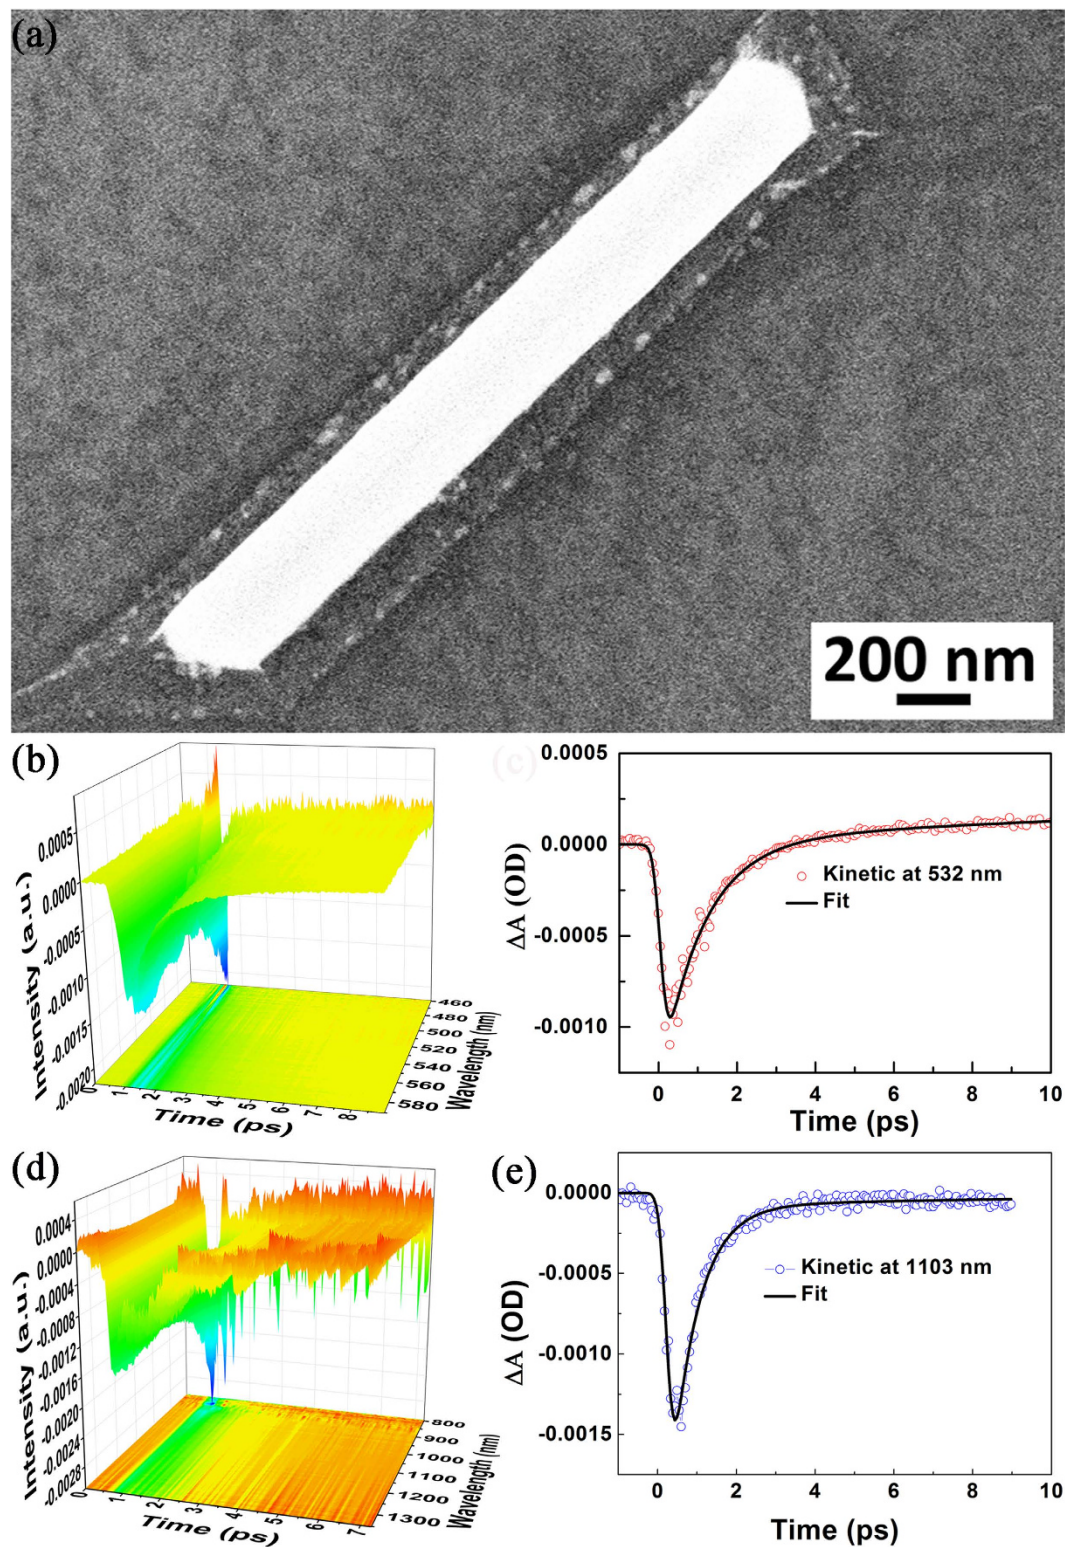 (a)
200 nm
(b)
0.0005
0.0000
-0.0005
-0.0010
-0.0015
-0.0020
Intensity (a.u.)
0 1 2 3 4 5 6 7 8
Time (ps)
460
480
500
520
540
560
580
Wavelength (nm)
(c)
0.0005
0.0000
-0.0005
-0.0010
ΔA (OD)
Kinetic at 532 nm
Fit
0 2 4 6 8 10
Time (ps)
(d)
0.0004
0.0000
-0.0004
-0.0008
-0.0012
-0.0016
-0.0020
-0.0024
-0.0028
Intensity (a.u.)
0 1 2 3 4 5 6 7
Time (ps)
800
900
1000
1100
1200
1300
Wavelength (nm)
(e)
0.0000
-0.0005
-0.0010
-0.0015
ΔA (OD)
Kinetic at 1103 nm
Fit
0 2 4 6 8 10
Time (ps)